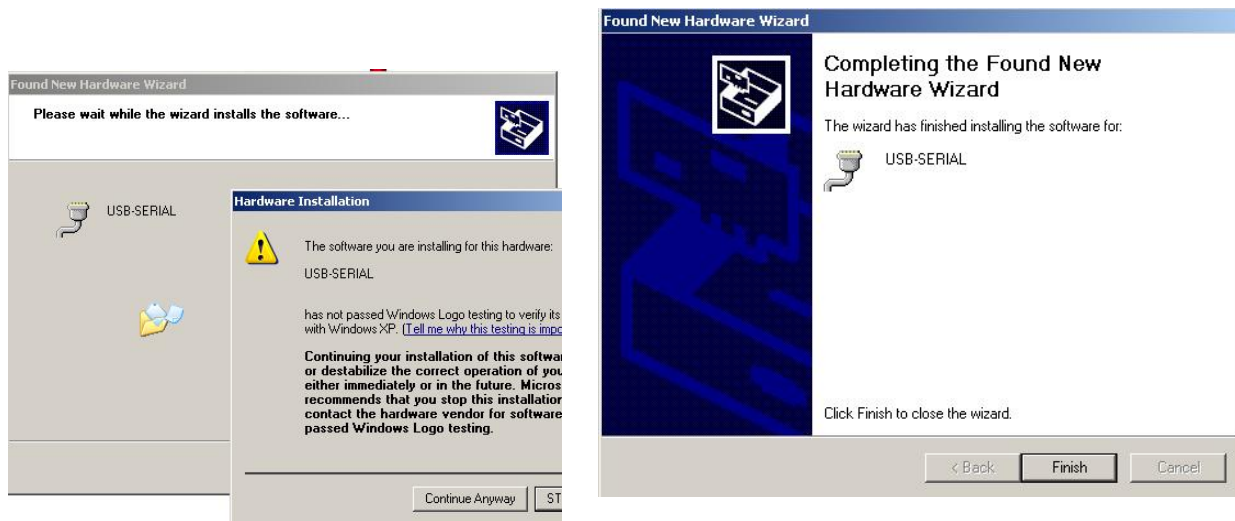 Found New Hardware Wizard
Please wait while the wizard installs the software...
USB-SERIAL
Hardware Installation
The software you are installing for this hardware:
USB-SERIAL
has not passed Windows Logo testing to verify its
with Windows XP. (Tell me why this testing is
Continuing your installation of this
or destabilize the correct operation of
either immediately or in the future.
recommends that you stop this installation
contact the hardware vendor for software
passed Windows Logo testing.
Continue Anyway
ST
Found New Hardware Wizard
Completing the Found New
Hardware Wizard
The wizard has finished installing the software for:
USB-SERIAL
Click Finish to close the wizard.
< Back
Finish
Cancel